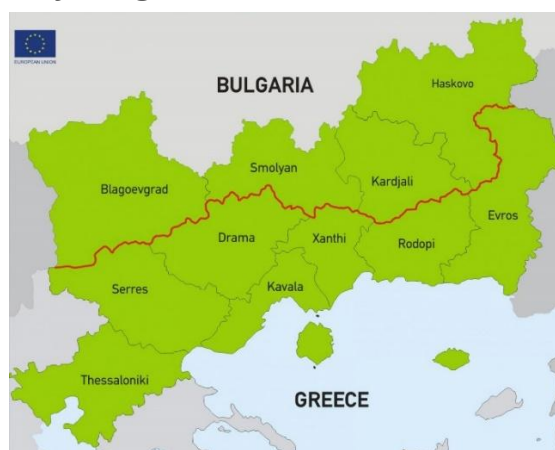 EUROPEAN UNION
BULGARIA
Haskovo
Smolyan
Blagoevgrad
Kardjali
Evros
Drama
Xanthi
Rodopi
Serres
Kavala
Thessaloniki
GREECE